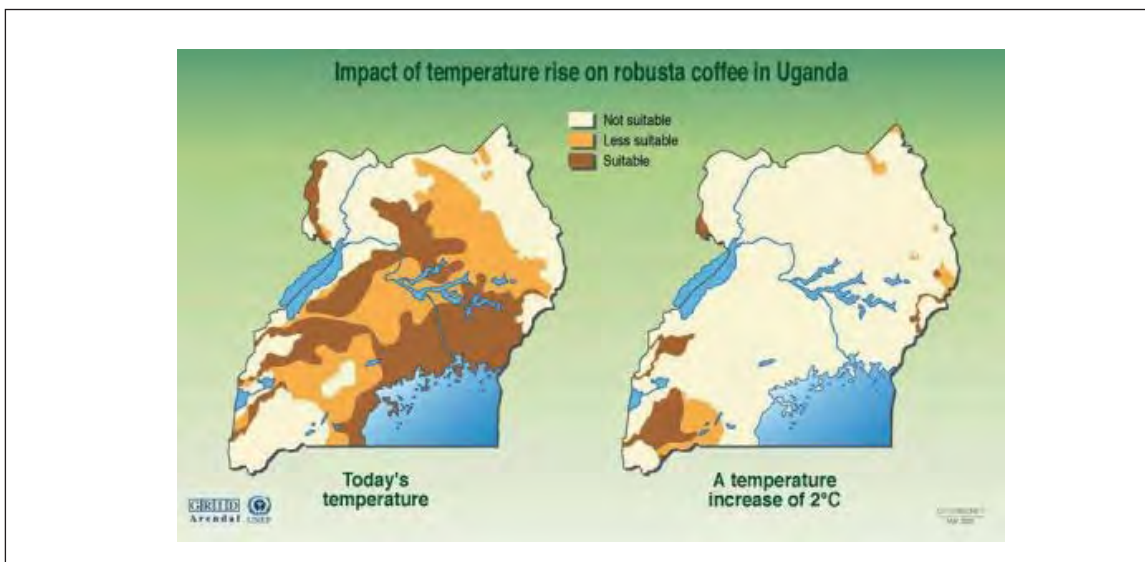 Impact of temperature rise on robusta coffee in Uganda
Not suitable
Less suitable
Suitable
Today's
temperature
A temperature
increase of 2°C
GRID
Arendal UNEP